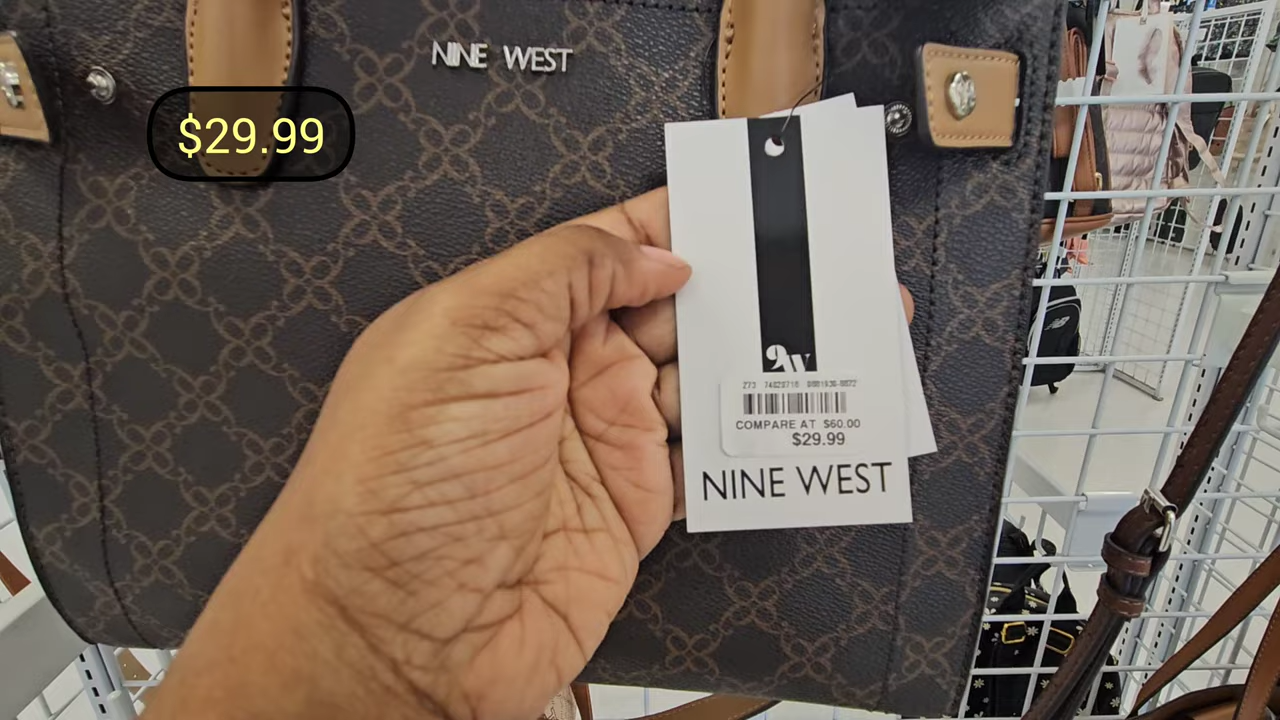 NINE WEST
$29.99
9W
COMPARE AT $60.00
$29.99
NINE WEST